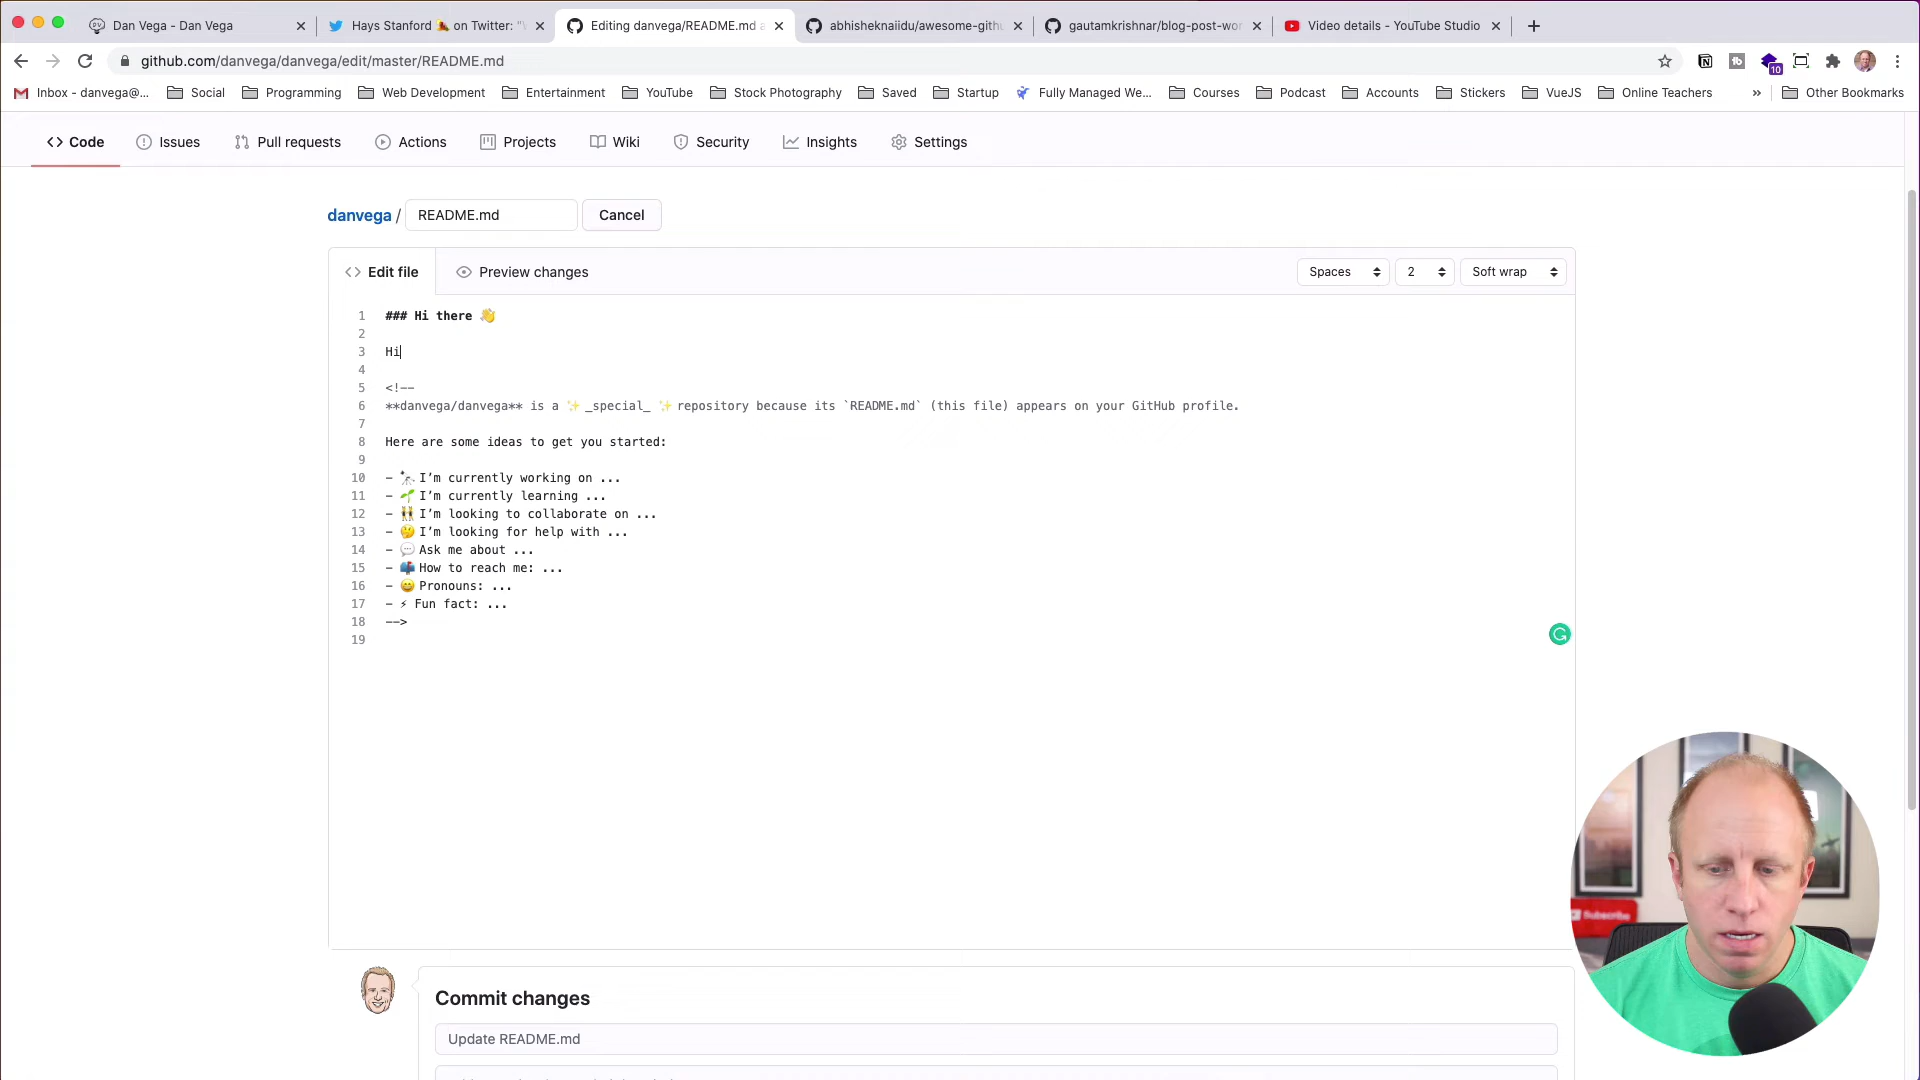 Dan Vega - Dan Vega
Hays Stanford 💃 on Twitter: "
Editing danvega/README.md a
abhisheknaiidu/awesome-gith
gautamkrishnar/blog-post-wor
Video details - YouTube Studio
github.com/danvega/danvega/edit/master/README.md
10
Inbox - danvega@...
Social
Programming
Web Development
Entertainment
YouTube
Stock Photography
Saved
Startup
Fully Managed We...
Courses
Podcast
Accounts
Stickers
VueJS
Online Teachers
»
Other Bookmarks
<> Code
Issues
Pull requests
Actions
Projects
Wiki
Security
Insights
Settings
danvega / README.md Cancel
<> Edit file
Preview changes
Spaces
2
Soft wrap
1 ### Hi there 👋
2
3 Hi
4
5 <!--
6 **danvega/danvega** is a ✨ _special_ ✨ repository because its `README.md` (this file) appears on your GitHub profile.
7
8 Here are some ideas to get you started:
9
10 - 🔭 I’m currently working on ...
11 - 🌱 I’m currently learning ...
12 - 👯 I’m looking to collaborate on ...
13 - 🤔 I’m looking for help with ...
14 - 💬 Ask me about ...
15 - 📫 How to reach me: ...
16 - 😄 Pronouns: ...
17 - ⚡ Fun fact: ...
18 -->
19
Subscribe
Commit changes
Update README.md